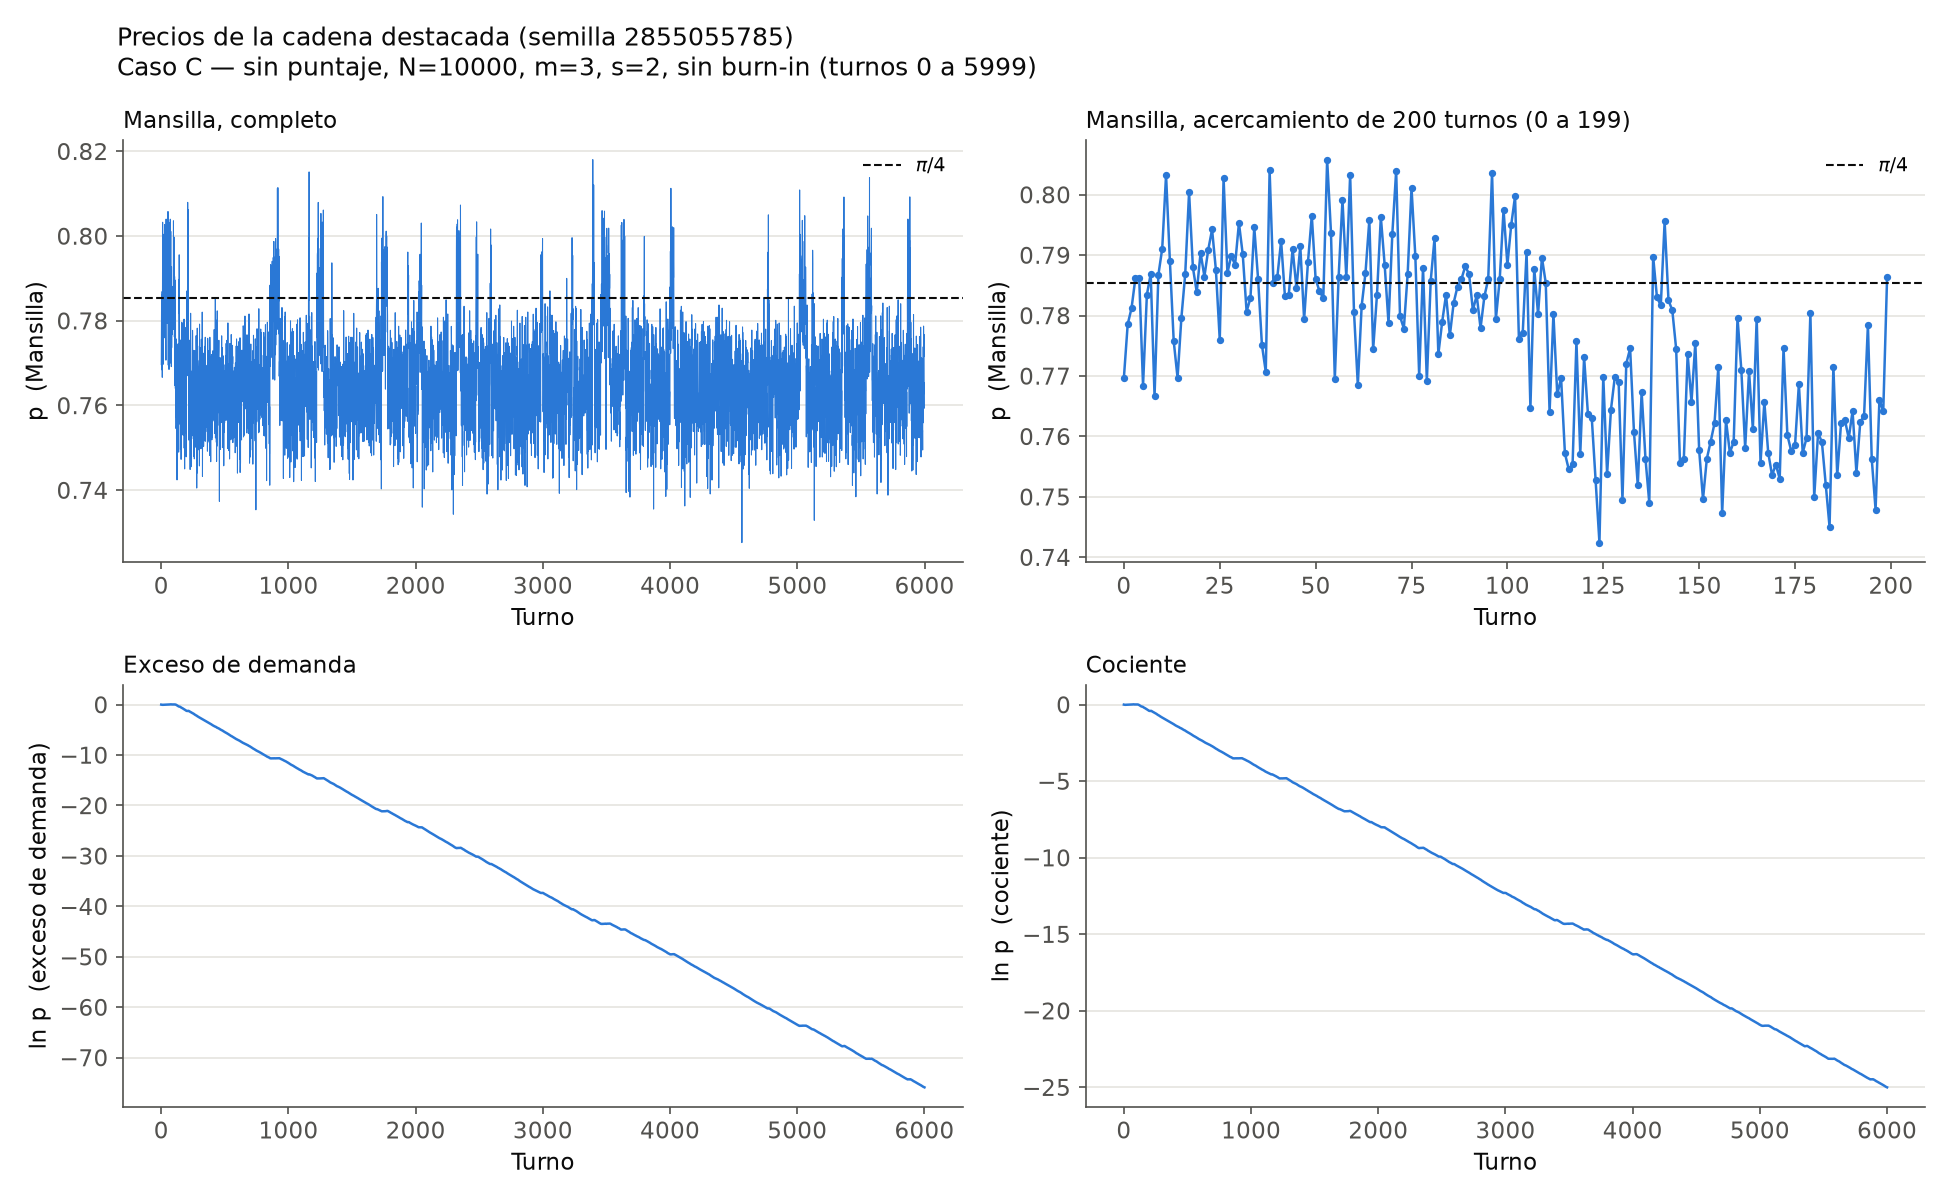 Precios de la cadena destacada (semilla 2855055785)
Caso C — sin puntaje, N=10000, m=3, s=2, sin burn-in (turnos 0 a 5999)
Mansilla, completo
p (Mansilla)
0.82
0.80
0.78
0.76
0.74
π/4
0 1000 2000 3000 4000 5000 6000
Turno
Mansilla, acercamiento de 200 turnos (0 a 199)
p (Mansilla)
0.80
0.79
0.78
0.77
0.76
0.75
0.74
π/4
0 25 50 75 100 125 150 175 200
Turno
Exceso de demanda
ln p (exceso de demanda)
0
−10
−20
−30
−40
−50
−60
−70
0 1000 2000 3000 4000 5000 6000
Turno
Cociente
ln p (cociente)
0
−5
−10
−15
−20
−25
0 1000 2000 3000 4000 5000 6000
Turno